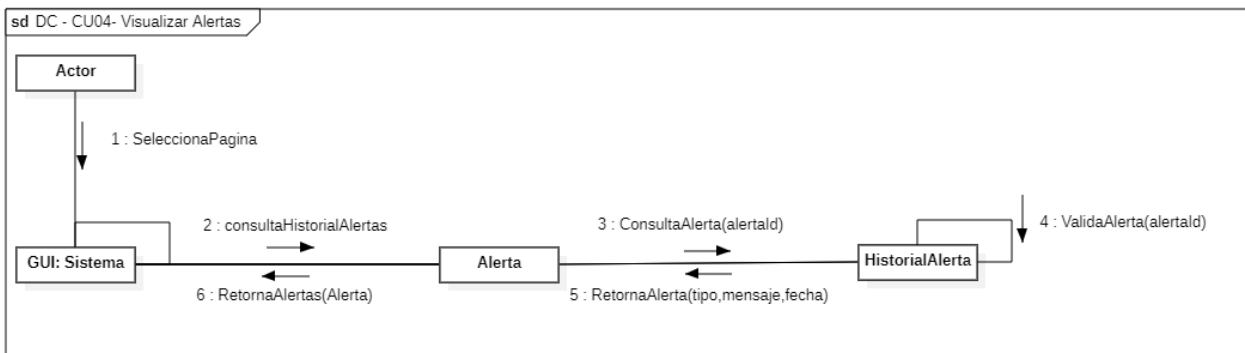 sd DC - CU04- Visualizar Alertas
Actor
1 : SeleccionaPagina
2 : consultaHistorialAlertas
3 : ConsultaAlerta(alertaId)
4 : ValidaAlerta(alertaId)
GUI: Sistema
Alerta
HistorialAlerta
6 : RetornaAlertas(Alerta)
5 : RetornaAlerta(tipo,mensaje,fecha)